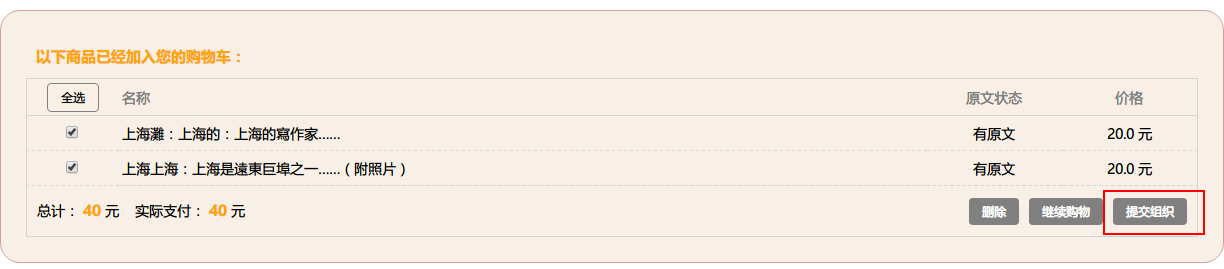 以下商品已经加入您的购物车：
全选 名称 原文状态 价格
上海灘：上海的：上海的寫作家...... 有原文 20.0 元
上海上海：上海是遠東巨埠之一......（附照片） 有原文 20.0 元
总计： 40 元 实际支付： 40 元 删除 继续购物 提交组织